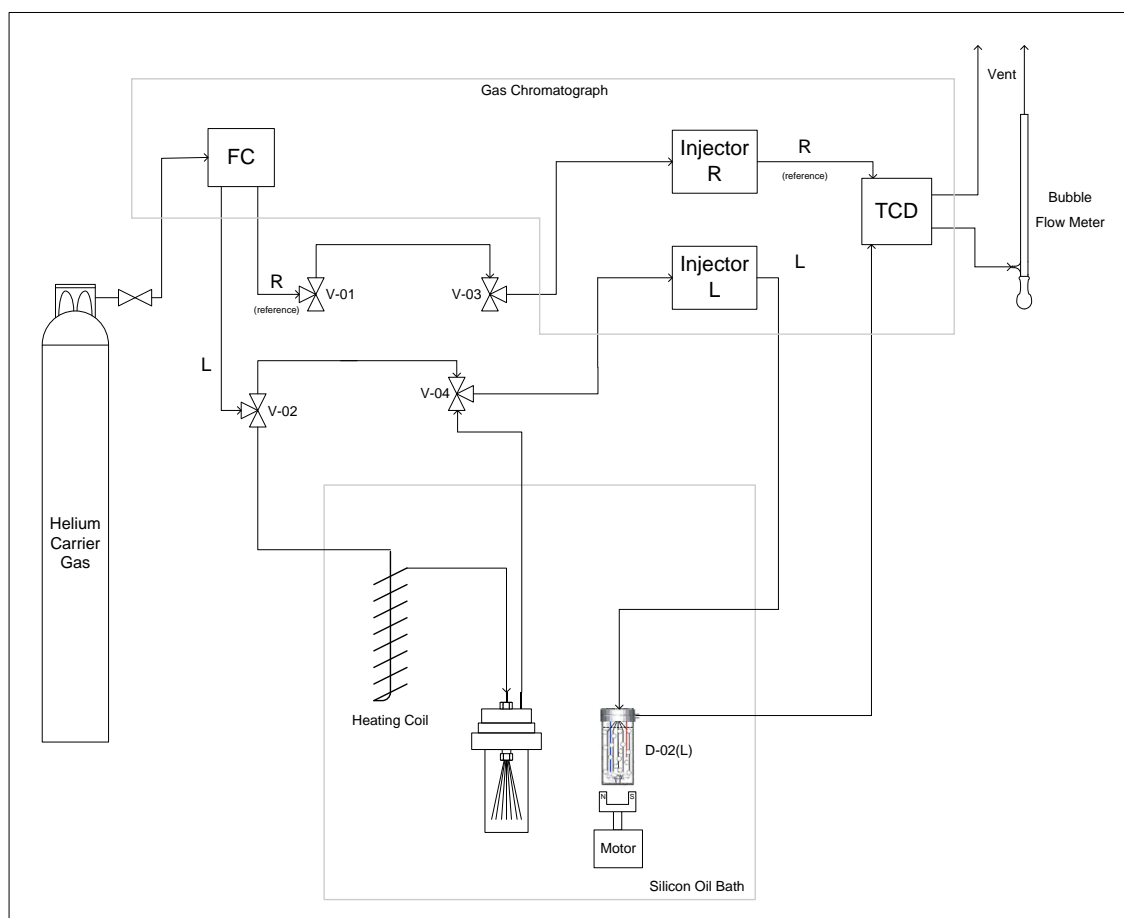 Gas Chromatograph
Vent
FC
Injector
R
R
(reference)
TCD
Bubble
Flow Meter
Injector
L
L
R
(reference)
V-01
V-03
L
V-02
V-04
Helium
Carrier
Gas
Heating Coil
D-02(L)
N
S
Motor
Silicon Oil Bath